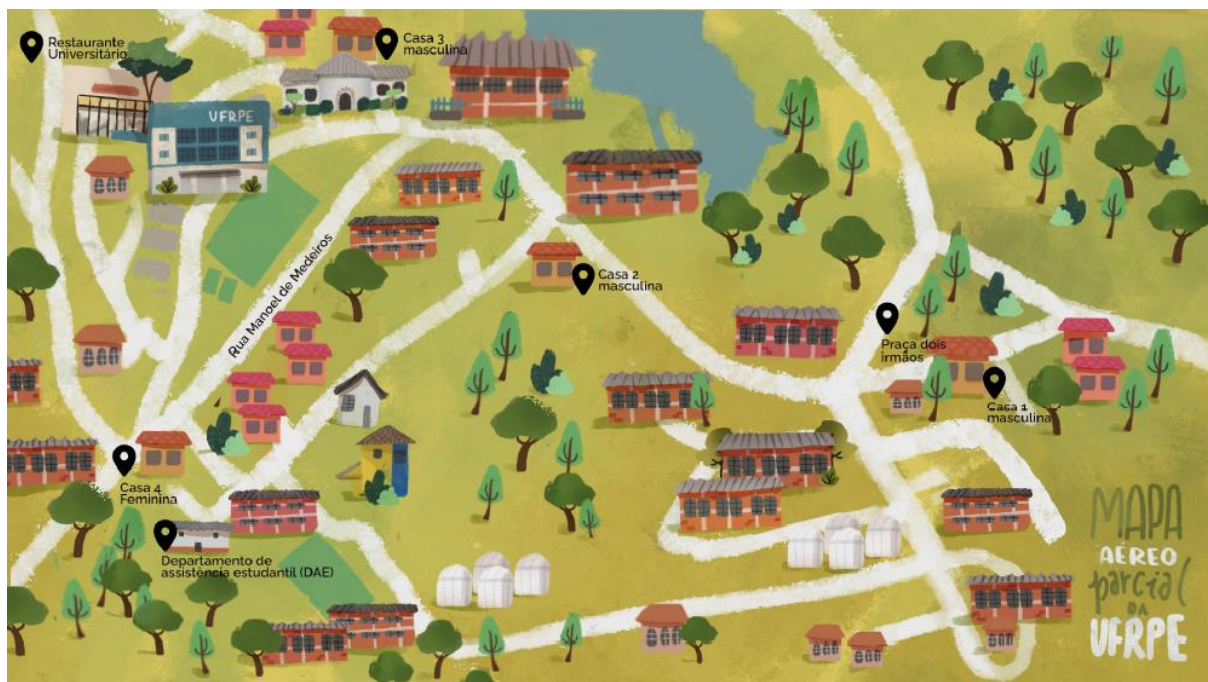 Restaurante
Universitário
Casa 3
masculina
UFRPE
Rua Manoel de Medeiros
Casa 2
masculina
Praça dois
irmãos
Casa 1
masculina
Casa 4
Feminina
Departamento de
assistência estudantil (DAE)
MAPA
AÉREO
parcial
DA
UFRPE